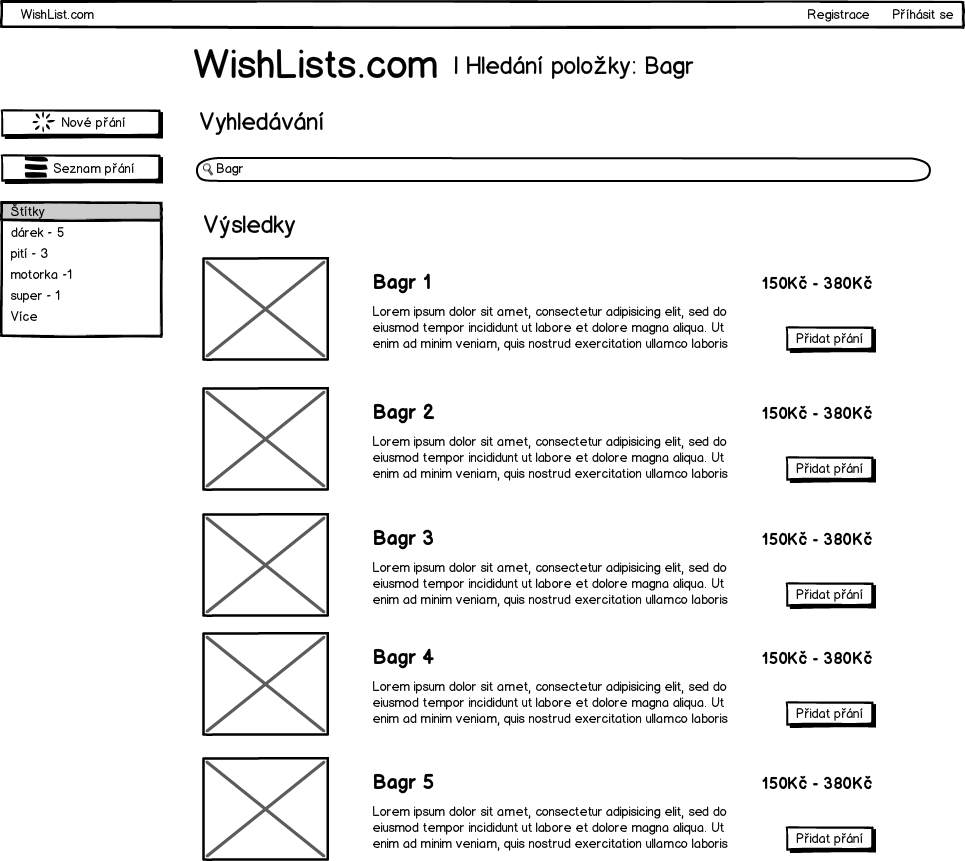 WishList.com
Registrace
Příhásit se
WishLists.com | Hledání položky: Bagr
Nové přání
Seznam přání
Štítky
dárek - 5
pití - 3
motorka -1
super - 1
Více
Vyhledávání
Bagr
Výsledky
Bagr 1
150Kč - 380Kč
Lorem ipsum dolor sit amet, consectetur adipisicing elit, sed do
eiusmod tempor incididunt ut labore et dolore magna aliqua. Ut
enim ad minim veniam, quis nostrud exercitation ullamco laboris
Přidat přání
Bagr 2
150Kč - 380Kč
Lorem ipsum dolor sit amet, consectetur adipisicing elit, sed do
eiusmod tempor incididunt ut labore et dolore magna aliqua. Ut
enim ad minim veniam, quis nostrud exercitation ullamco laboris
Přidat přání
Bagr 3
150Kč - 380Kč
Lorem ipsum dolor sit amet, consectetur adipisicing elit, sed do
eiusmod tempor incididunt ut labore et dolore magna aliqua. Ut
enim ad minim veniam, quis nostrud exercitation ullamco laboris
Přidat přání
Bagr 4
150Kč - 380Kč
Lorem ipsum dolor sit amet, consectetur adipisicing elit, sed do
eiusmod tempor incididunt ut labore et dolore magna aliqua. Ut
enim ad minim veniam, quis nostrud exercitation ullamco laboris
Přidat přání
Bagr 5
150Kč - 380Kč
Lorem ipsum dolor sit amet, consectetur adipisicing elit, sed do
eiusmod tempor incididunt ut labore et dolore magna aliqua. Ut
enim ad minim veniam, quis nostrud exercitation ullamco laboris
Přidat přání